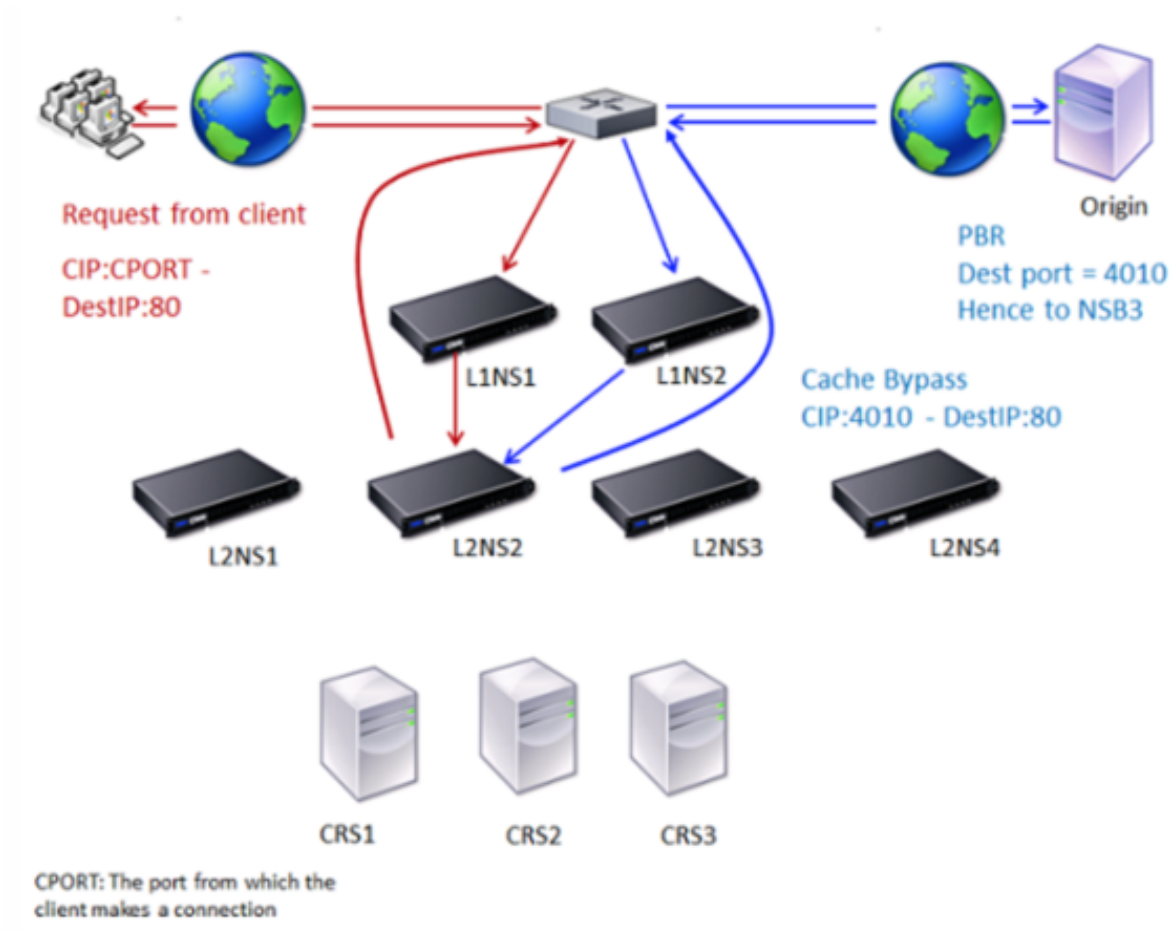 Origin
Request from client
CIP:CPORT -
DestIP:80
PBR
Dest port = 4010
Hence to NSB3
L1NS1
L1NS2
Cache Bypass
CIP:4010 - DestIP:80
L2NS1
L2NS2
L2NS3
L2NS4
CRS1
CRS2
CRS3
CPORT: The port from which the
client makes a connection